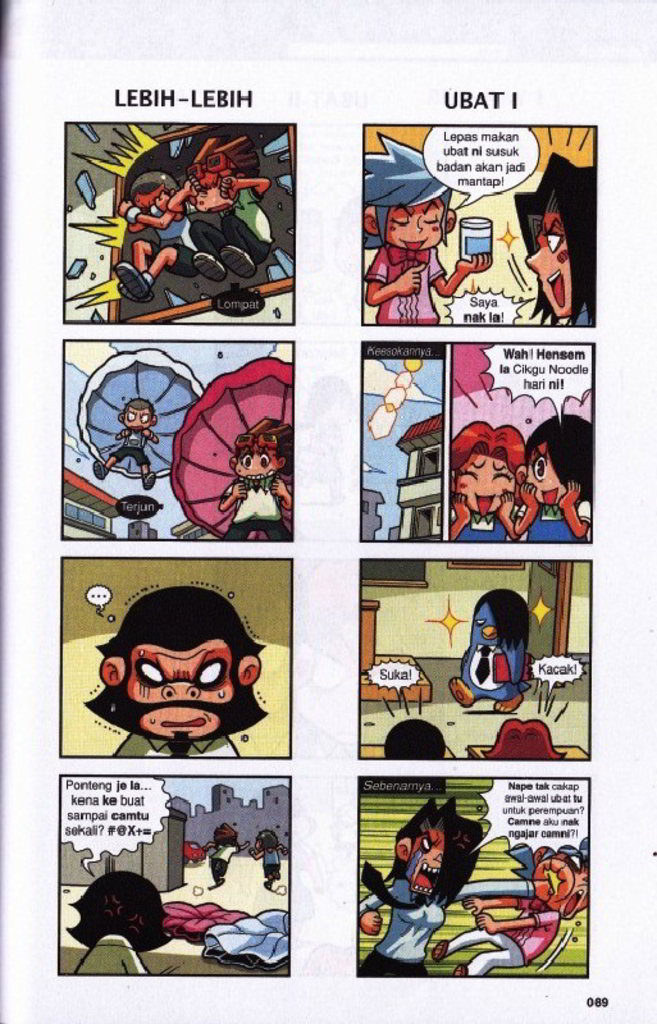 LEBIH-LEBIH
Lompat
Terjun
...
Ponteng je la...
kena ke buat
sampai camtu
sekali? #@X+=
UBAT I
Lepas makan
ubat ni susuk
badan akan jadi
mantap!
Saya
nak la!
Keesokannya...
Wah! Hensem
la Cikgu Noodle
hari ni!
Suka!
Kacak!
Sebenarnya...
Nape tak cakap
awal-awal ubat tu
untuk perempuan?
Camne aku nak
ngajar camni?!
089